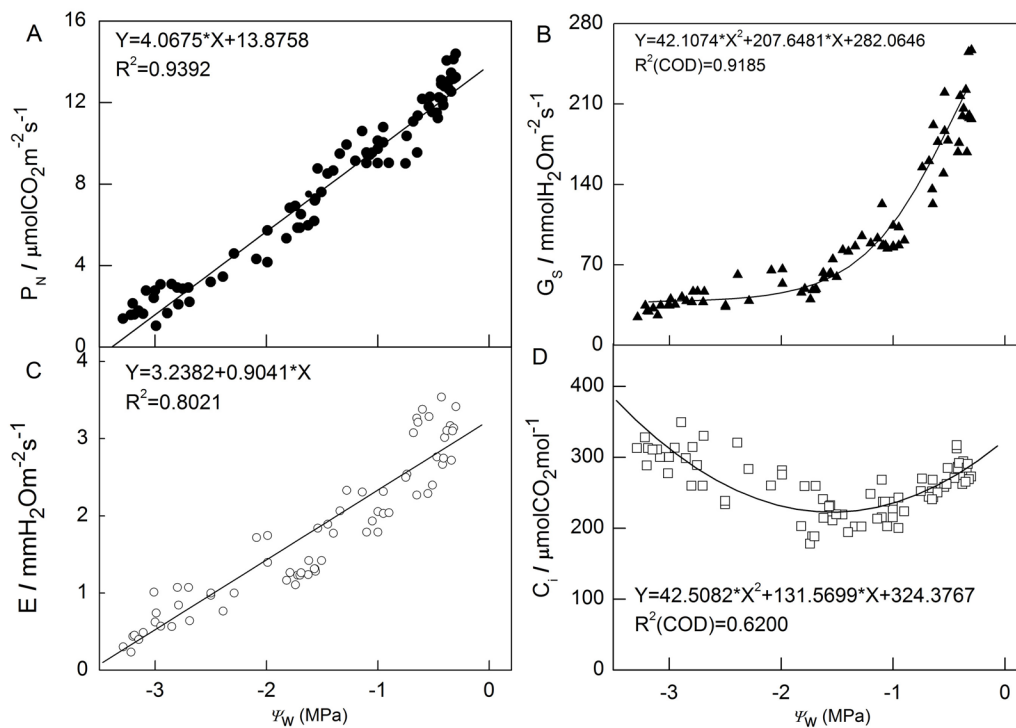 A
Y=4.0675*X+13.8758
R²=0.9392
16
12
8
4
0
P_N / μmolCO₂m⁻²s⁻¹
B
Y=42.1074*X²+207.6481*X+282.0646
R²(COD)=0.9185
280
210
140
70
0
G_S / mmolH₂Om⁻²s⁻¹
C
Y=3.2382+0.9041*X
R²=0.8021
4
3
2
1
0
E / mmH₂Om⁻²s⁻¹
-3
-2
-1
0
Ψ_W (MPa)
D
400
300
200
100
0
C_i / μmolCO₂mol⁻¹
Y=42.5082*X²+131.5699*X+324.3767
R²(COD)=0.6200
-3
-2
-1
0
Ψ_W (MPa)